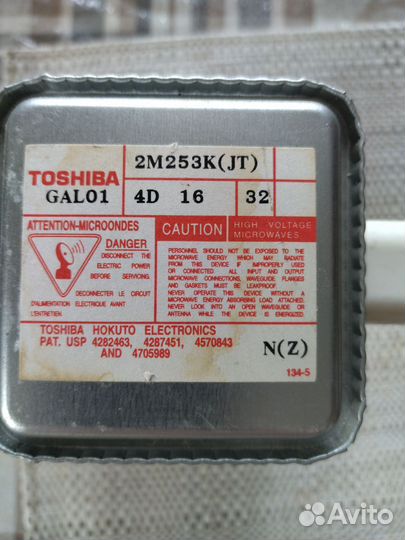 2M253K(JT)
TOSHIBA
GAL01 4D 16 32
ATTENTION-MICROONDES
DANGER
DISCONNECT THE
ELECTRIC POWER
BEFORE SERVICING.
DECONNECTER LE CIRCUIT
D'ALIMENTATION ELECTRIQUE AVANT
L'ENTRETIEN.
CAUTION
HIGH VOLTAGE
MICROWAVES
PERSONNEL SHOULD NOT BE EXPOSED TO THE
MICROWAVE ENERGY WHICH MAY RADIATE
FROM THIS DEVICE IF IMPROPERLY USED
OR CONNECTED. ALL INPUT AND OUTPUT
MICROWAVE CONNECTIONS, WAVEGUIDE, FLANGES
AND GASKETS MUST BE LEAKPROOF.
NEVER OPERATE THIS DEVICE WITHOUT A
MICROWAVE ENERGY ABSORBING LOAD ATTACHED,
NEVER LOOK INTO AN OPEN WAVEGUIDE OR
ANTENNA WHILE THE DEVICE IS ENERGIZED.
TOSHIBA HOKUTO ELECTRONICS
PAT. USP 4282463, 4287451, 4570843
AND 4705989
N(Z)
134-5
Avito